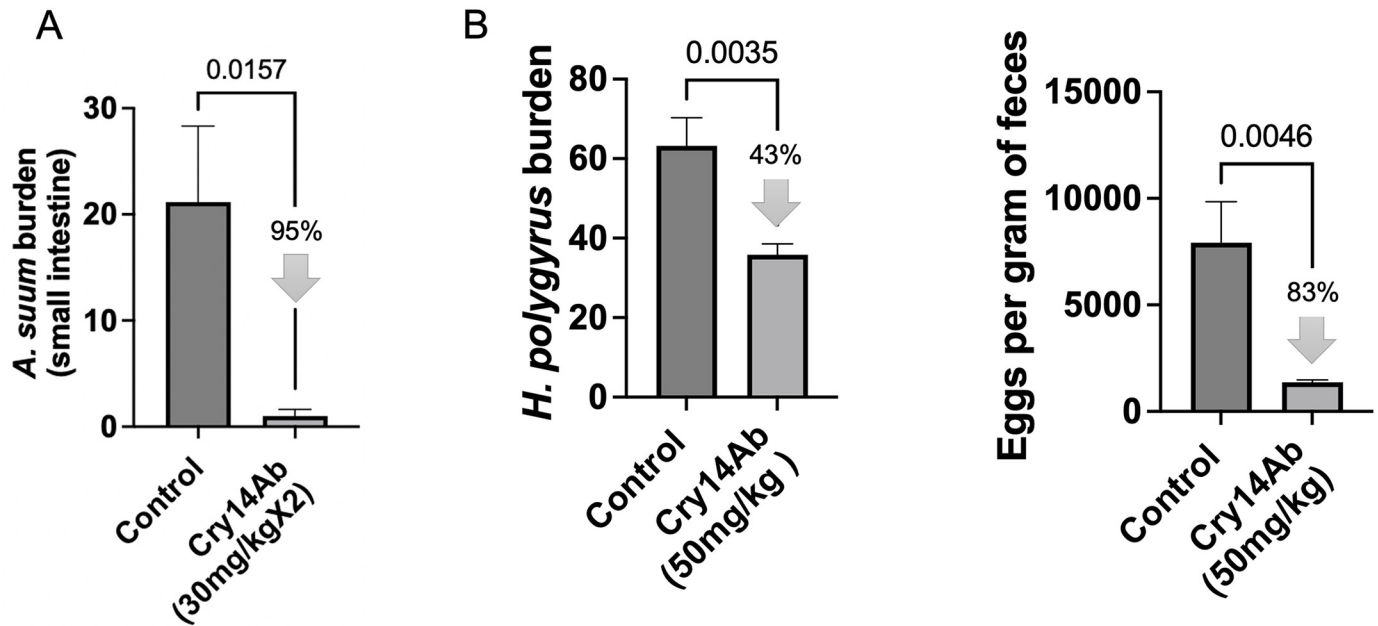 A
A. suum burden
(small intestine)
30
20
10
0
0.0157
95%
Control
Cry14Ab
(30mg/kgX2)
B
H. polygyrus burden
80
60
40
20
0
0.0035
43%
Control
Cry14Ab
(50mg/kg )
Eggs per gram of feces
15000
10000
5000
0
0.0046
83%
Control
Cry14Ab
(50mg/kg)